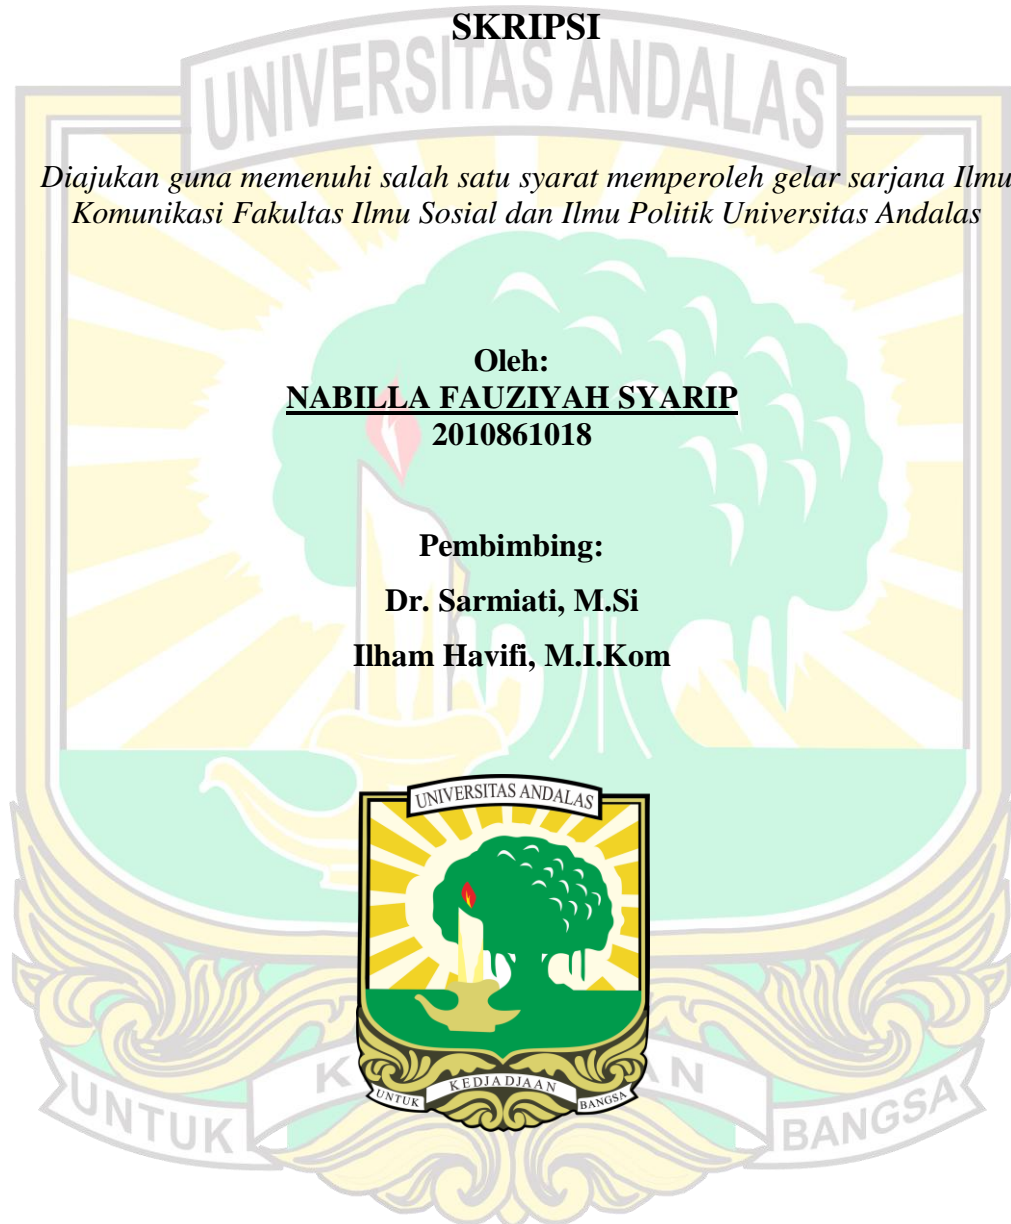 SKRIPSI
UNIVERSITAS ANDALAS
Diajukan guna memenuhi salah satu syarat memperoleh gelar sarjana Ilmu
Komunikasi Fakultas Ilmu Sosial dan Ilmu Politik Universitas Andalas
Oleh:
NABILLA FAUZIYAH SYARIP
2010861018
Pembimbing:
Dr. Sarmiati, M.Si
Ilham Havifi, M.I.Kom
UNIVERSITAS ANDALAS
UNTUK KEDJADJAAN BANGSA
UNTUK K AN BANGSA